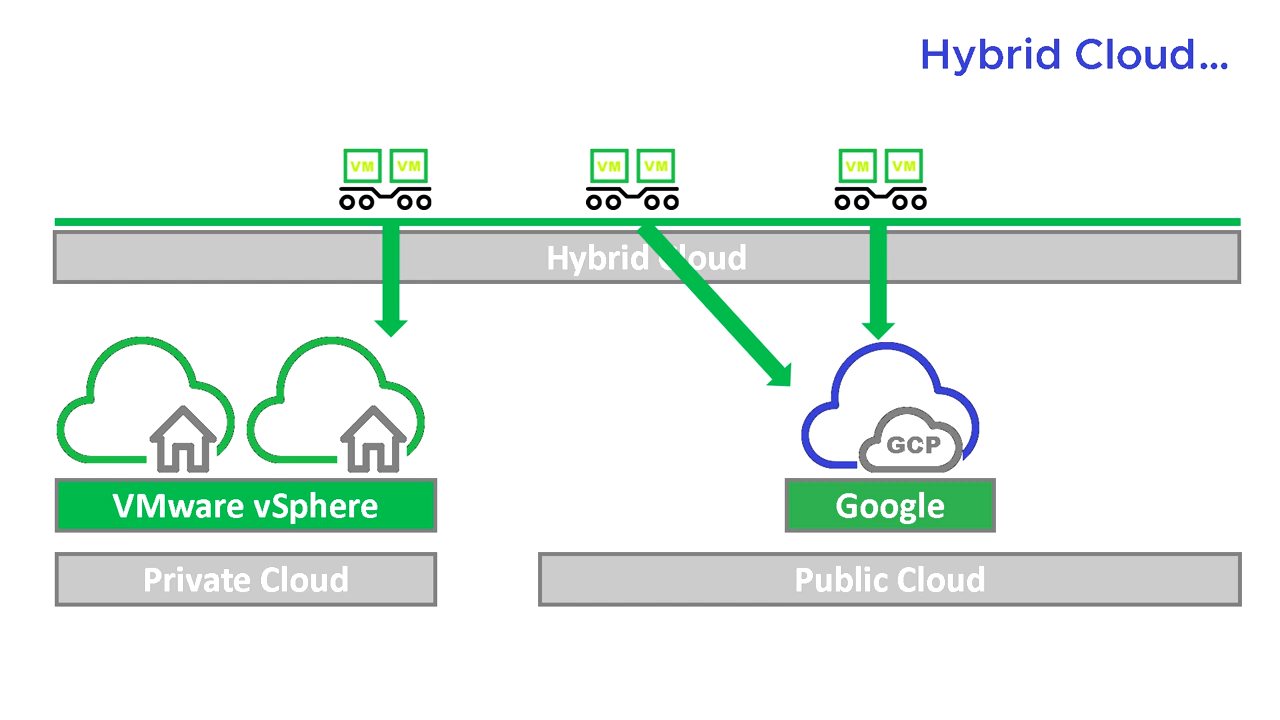 Hybrid Cloud...
VM VM VM VM VM VM
Hybrid Cloud
GCP
VMware vSphere
Google
Private Cloud
Public Cloud